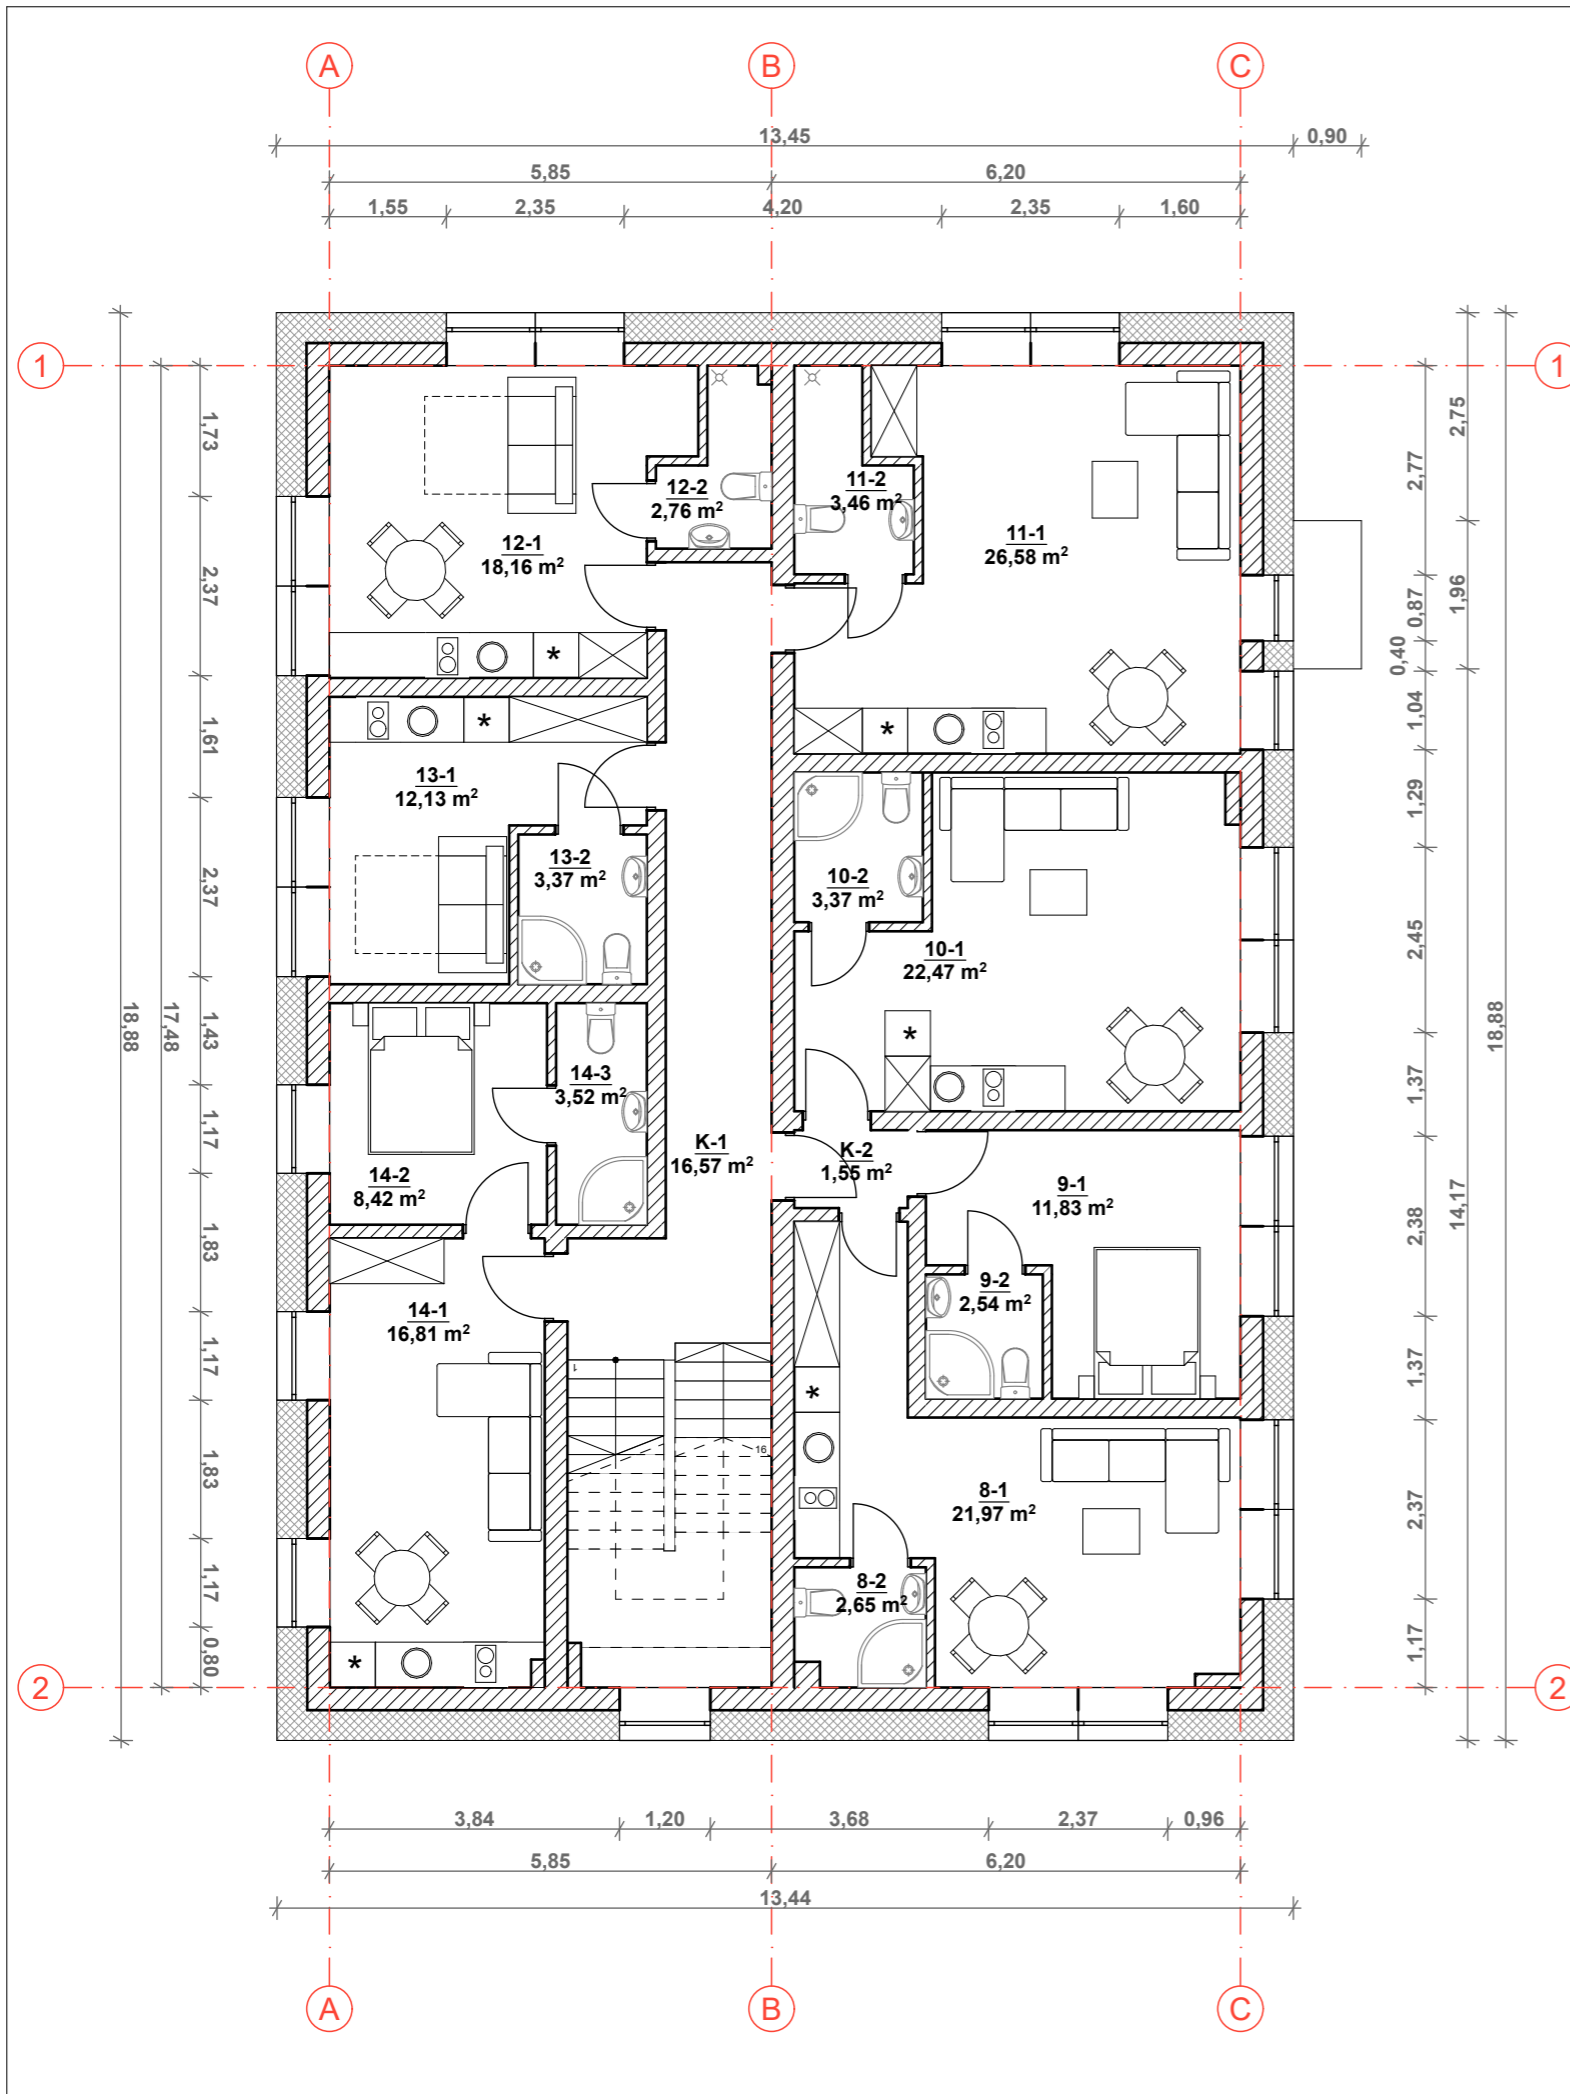 A B C
13,45 0,90
5,85 6,20
1,55 2,35 4,20 2,35 1,60
1 1
1,73
2,37
1,61
2,37
1,43
1,17
1,83
1,17
1,83
1,17
0,80
17,48
18,88
2,77
0,87
0,40
1,04
1,29
2,45
1,37
2,38
1,37
2,37
1,17
2,75
1,96
14,17
18,88
12-1
18,16 m²
12-2
2,76 m²
11-2
3,46 m²
11-1
26,58 m²
*
*
13-1
12,13 m²
*
13-2
3,37 m²
10-2
3,37 m²
10-1
22,47 m²
*
14-3
3,52 m²
14-2
8,42 m²
K-1
16,57 m²
K-2
1,55 m²
9-1
11,83 m²
9-2
2,54 m²
14-1
16,81 m²
1
*
16
8-1
21,97 m²
8-2
2,65 m²
*
2 2
3,84 1,20 3,68 2,37 0,96
5,85 6,20
13,44
A B C